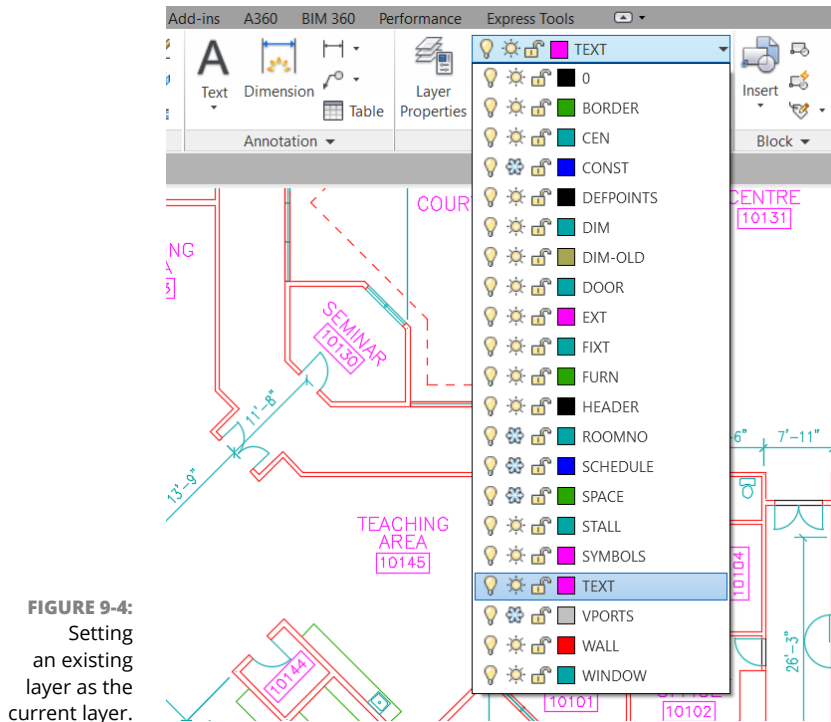 Add-ins A360 BIM 360 Performance Express Tools
TEXT
Text Dimension Table
Layer
Properties
Insert
Annotation
Block
0
BORDER
CEN
CONST
DEFPOINTS
DIM
DIM-OLD
DOOR
EXT
FIXT
FURN
HEADER
ROOMNO
SCHEDULE
SPACE
STALL
SYMBOLS
TEXT
VPORTS
WALL
WINDOW
CENTRE
10131
SEMINAR
10130
11'-8"
13'-9"
7'-11"
TEACHING
AREA
10145
10104
26'-3"
10144
10101
10102
FIGURE 9-4:
Setting
an existing
layer as the
current layer.